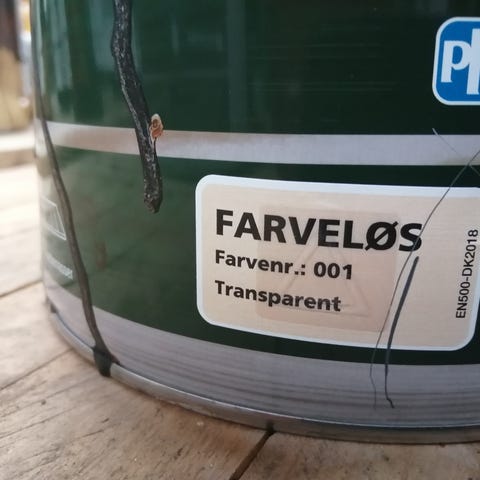 FARVELØS
Farvenr.: 001
Transparent
EN500-DK2018